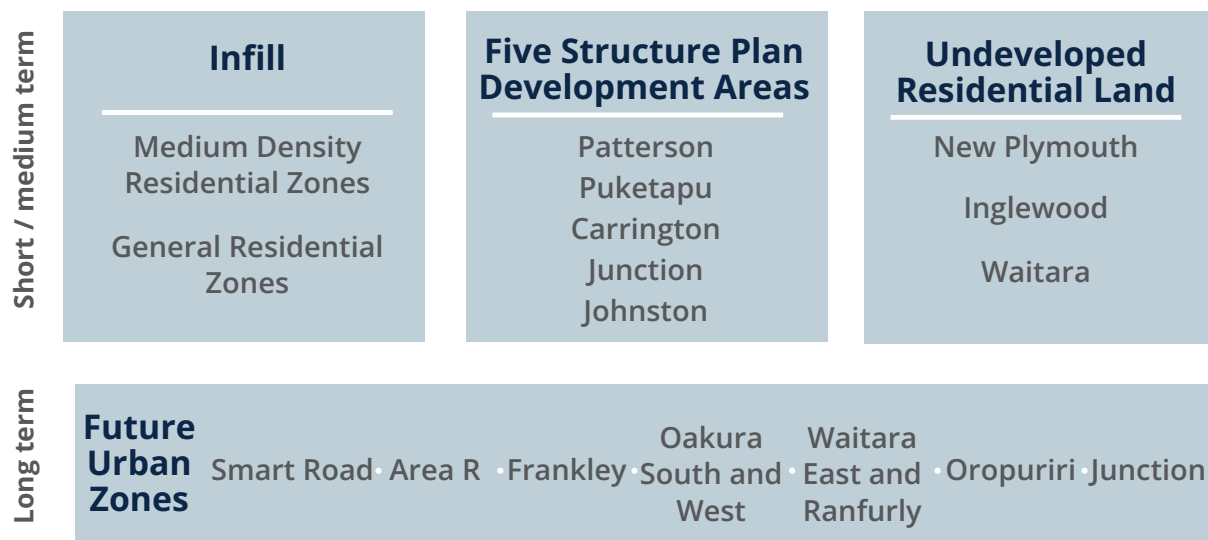 Short / medium term
Infill
Medium Density
Residential Zones
General Residential
Zones
Five Structure Plan
Development Areas
Patterson
Puketapu
Carrington
Junction
Johnston
Undeveloped
Residential Land
New Plymouth
Inglewood
Waitara
Long term
Future
Urban
Zones
Smart Road
Area R
Frankley
Oakura
South and
West
Waitara
East and
Ranfurly
Oropuriri
Junction